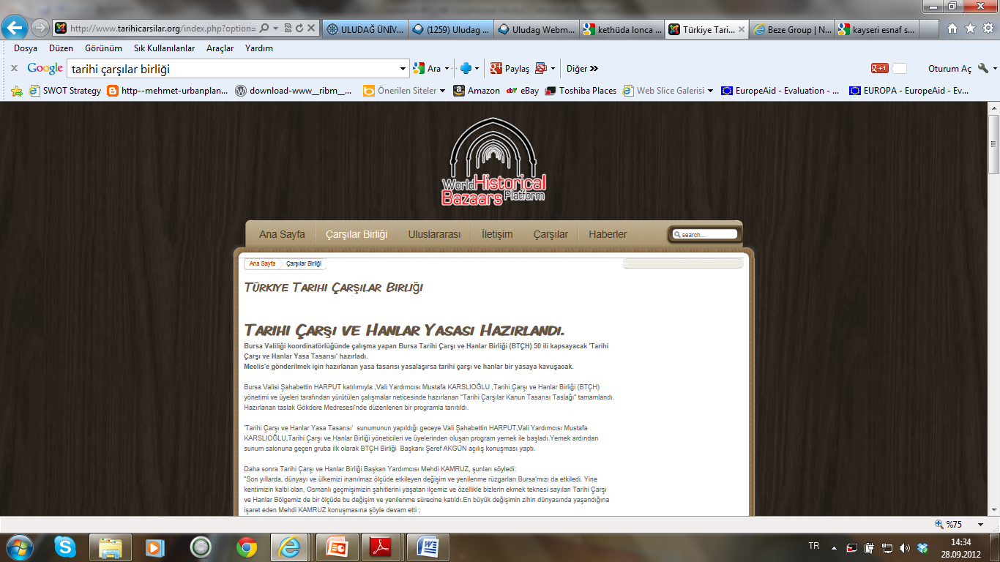 http://www.tarihicarsilar.org/index.php?option=
ULUDAĞ ÜNİV...
(1259) Uludag ...
Uludag Webm...
kethüda lonca ...
Türkiye Tari...
Beze Group | N...
kayseri esnaf s...
Dosya Düzen Görünüm Sık Kullanılanlar Araçlar Yardım
Google tarihi çarşılar birliği Ara Paylaş Diğer +1 Oturum Aç
SWOT Strategy http--mehmet-urbanplan... download-www__ribm__... Önerilen Siteler Amazon eBay Toshiba Places Web Slice Galerisi EuropeAid - Evaluation - ... EUROPA - EuropeAid - Ev...
World Historical
Bazaars Platform
Ana Sayfa Çarşılar Birliği Uluslararası İletişim Çarşılar Haberler search...
Ana Sayfa Çarşılar Birliği
Türkiye Tarihi Çarşılar Birliği
Tarihi Çarşı ve Hanlar Yasası Hazırlandı.
Bursa Valiliği koordinatörlüğünde çalışma yapan Bursa Tarihi Çarşı ve Hanlar Birliği (BTÇH) 50 ili kapsayacak 'Tarihi
Çarşı ve Hanlar Yasa Tasarısı' hazırladı.
Meclis'e gönderilmek için hazırlanan yasa tasarısı yasalaşırsa tarihi çarşı ve hanlar bir yasaya kavuşacak.
Bursa Valisi Şahabettin HARPUT katılımıyla ,Vali Yardımcısı Mustafa KARSLIOĞLU ,Tarihi Çarşı ve Hanlar Birliği (BTÇH)
yönetimi ve üyeleri tarafından yürütülen çalışmalar neticesinde hazırlanan "Tarihi Çarşılar Kanun Tasarısı Taslağı" tamamlandı.
Hazırlanan taslak Gökdere Medresesi'nde düzenlenen bir programla tanıtıldı.
'Tarihi Çarşı ve Hanlar Yasa Tasarısı' sunumunun yapıldığı geceye Vali Şahabettin HARPUT,Vali Yardımcısı Mustafa
KARSLIOĞLU,Tarihi Çarşı ve Hanlar Birliği yöneticileri ve üyelerinden oluşan program yemek ile başladı.Yemek ardından
sunum salonuna geçen gruba ilk olarak BTÇH Birliği Başkanı Şeref AKGÜN açılış konuşması yaptı.
Daha sonra Tarihi Çarşı ve Hanlar Birliği Başkan Yardımcısı Mehdi KAMRUZ, şunları söyledi:
"Son yıllarda, dünyayı ve ülkemizi inanılmaz ölçüde etkileyen değişim ve yenilenme rüzgarları Bursa'mızı da etkiledi. Yine
kentimizin kalbi olan, Osmanlı geçmişimizin şahitlerini yaşatan ilçemiz ve özellikle bizlerin ekmek teknesi sayılan Tarihi Çarşı
ve Hanlar Bölgemiz de bir ölçüde bu değişim ve yenilenme sürecine katıldı.En büyük değişimin zihin dünyasında yaşandığına
işaret eden Mehdi KAMRUZ konuşmasına şöyle devam etti ;
%75
TR
14:34
28.09.2012